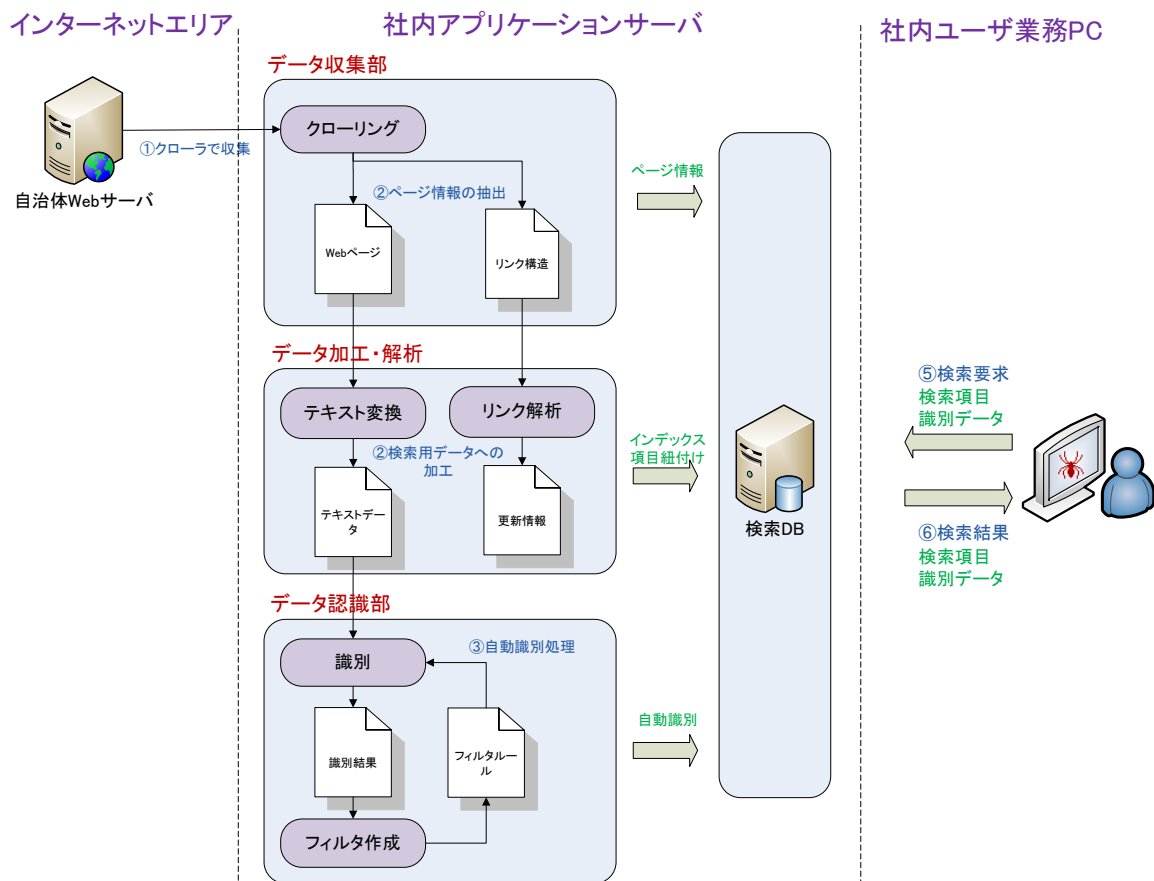 インターネットエリア
社内アプリケーションサーバ
社内ユーザ業務PC
データ収集部
クローリング
①クローラで収集
自治体Webサーバ
②ページ情報の抽出
Webページ
リンク構造
ページ情報
データ加工・解析
テキスト変換
リンク解析
②検索用データへの
加工
テキストデー
タ
更新情報
インデックス
項目紐付け
検索DB
⑤検索要求
検索項目
識別データ
⑥検索結果
検索項目
識別データ
データ認識部
識別
③自動識別処理
識別結果
フィルタルー
ル
フィルタ作成
自動識別